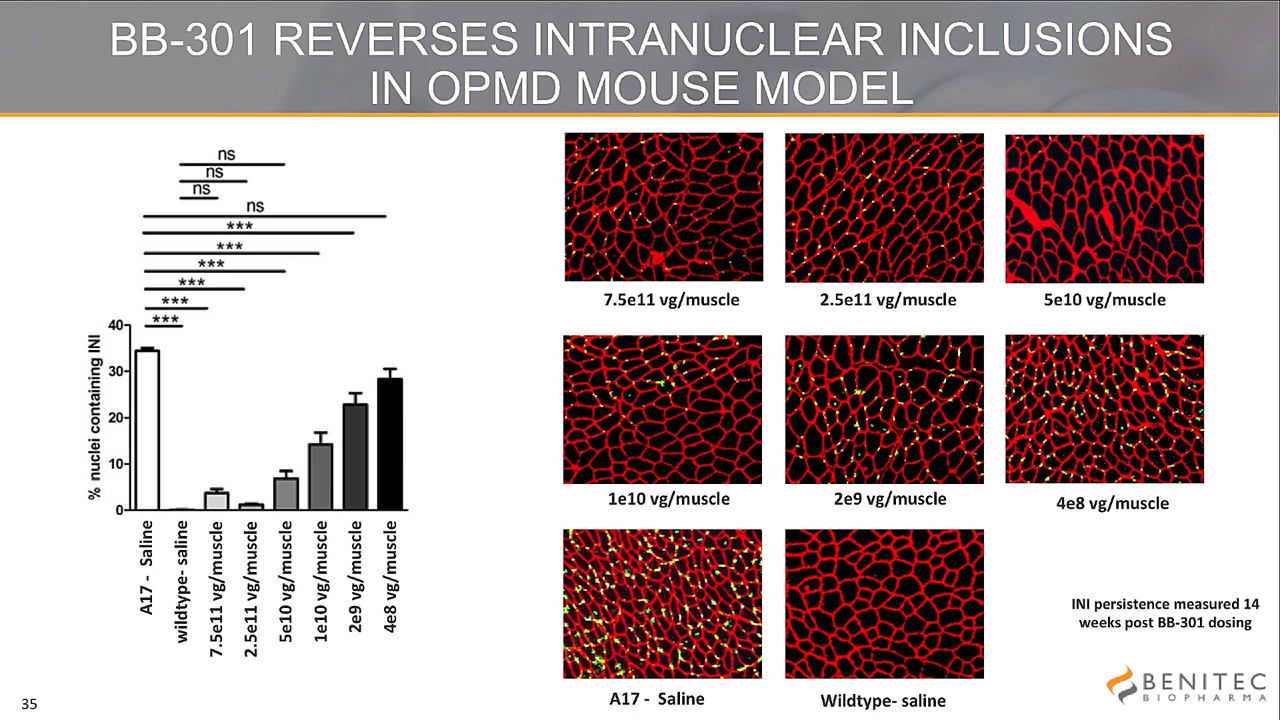 BB-301 REVERSES INTRANUCLEAR INCLUSIONS
IN OPMD MOUSE MODEL
ns
ns
ns
ns
***
***
***
***
***
***
% nuclei containing INI
40
30
20
10
0
A17 - Saline
wildtype- saline
7.5e11 vg/muscle
2.5e11 vg/muscle
5e10 vg/muscle
1e10 vg/muscle
2e9 vg/muscle
4e8 vg/muscle
7.5e11 vg/muscle
2.5e11 vg/muscle
5e10 vg/muscle
1e10 vg/muscle
2e9 vg/muscle
4e8 vg/muscle
A17 - Saline
Wildtype- saline
INI persistence measured 14
weeks post BB-301 dosing
BENITEC
BIOPHARMA
35